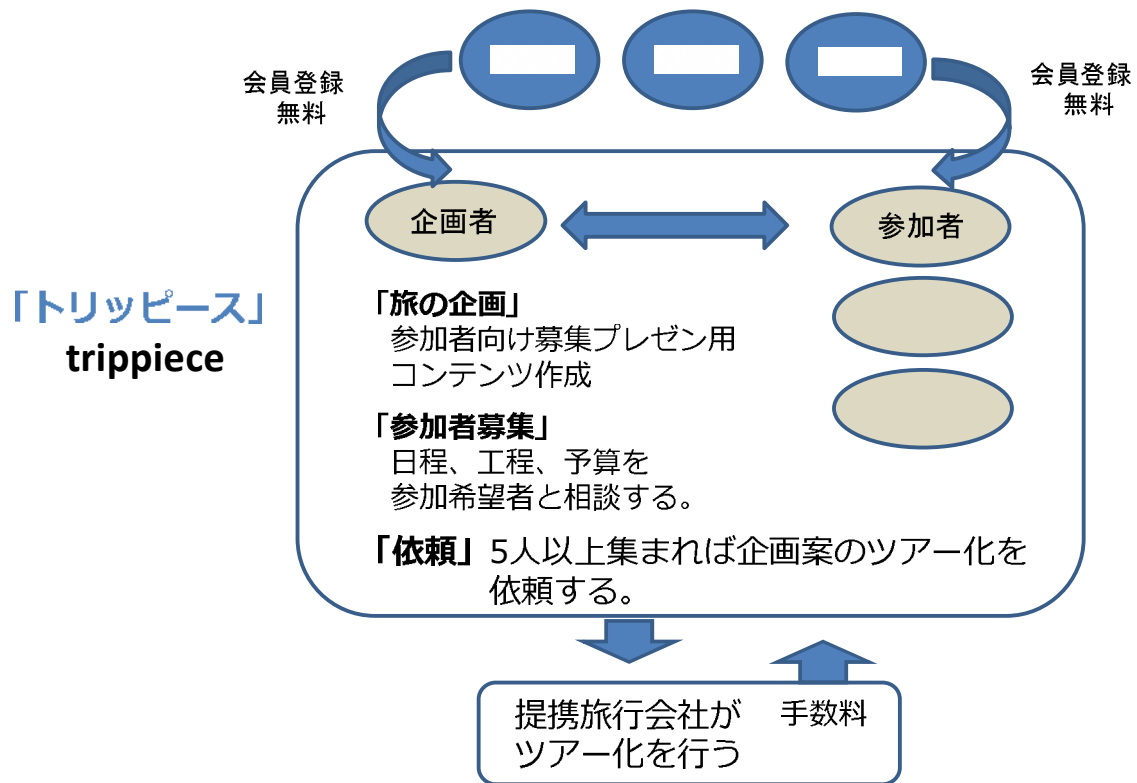 会員登録
無料
会員登録
無料
企画者
参加者
「トリッピース」
trippiece
「旅の企画」
参加者向け募集プレゼン用
コンテンツ作成
「参加者募集」
日程、工程、予算を
参加希望者と相談する。
「依頼」5人以上集まれば企画案のツアー化を
依頼する。
提携旅行会社が
ツアー化を行う
手数料